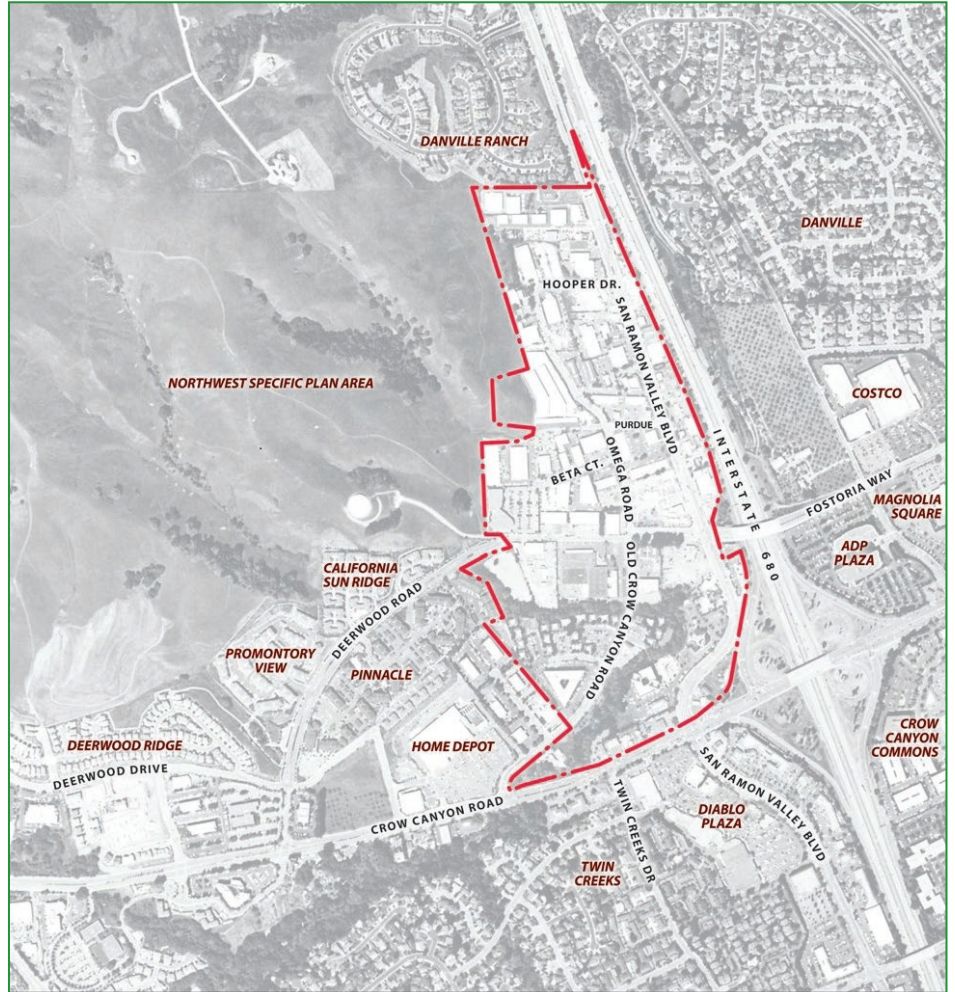 DANVILLE RANCH
DANVILLE
HOOPER DR.
SAN RAMON VALLEY BLVD
NORTHWEST SPECIFIC PLAN AREA
COSTCO
PURDUE
INTERSTATE 680
OMEGA ROAD
BETA CT.
FOSTORIA WAY
MAGNOLIA
SQUARE
ADP
PLAZA
OLD CROW CANYON ROAD
CALIFORNIA
SUN RIDGE
DEERWOOD ROAD
PROMONTORY
VIEW
PINNACLE
DEERWOOD RIDGE
HOME DEPOT
CROW
CANYON
COMMONS
DEERWOOD DRIVE
SAN RAMON VALLEY BLVD
CROW CANYON ROAD
TWIN CREEKS DR
DIABLO
PLAZA
TWIN
CREEKS